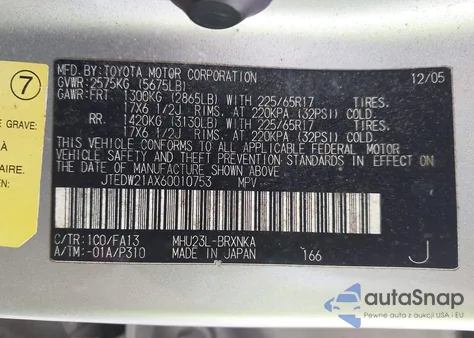 MFD. BY: TOYOTA MOTOR CORPORATION 12/05
GVWR: 2575KG (5675LB)
GAWR: FRT. 1300KG (2865LB) WITH 225/65R17 TIRES.
17X6 1/2J RIMS. AT 220KPA (32PSI) COLD.
RR. 1420KG (3130LB) WITH 225/65R17 TIRES.
17X6 1/2J RIMS. AT 220KPA (32PSI) COLD.
THIS VEHICLE CONFORMS TO ALL APPLICABLE FEDERAL MOTOR
VEHICLE SAFETY AND BUMPER STANDARDS IN EFFECT ON
THE DATE OF MANUFACTURE SHOWN ABOVE.
JTEDW21AX60010753 MPV
C/TR: 1C0/FA13 MHU23L-BRXNKA
A/TM: -01A/P310 MADE IN JAPAN 166 J
7
E GRAVE:
À
AIRE.
EN:
autoSnap
Pewne auta z USA i EU